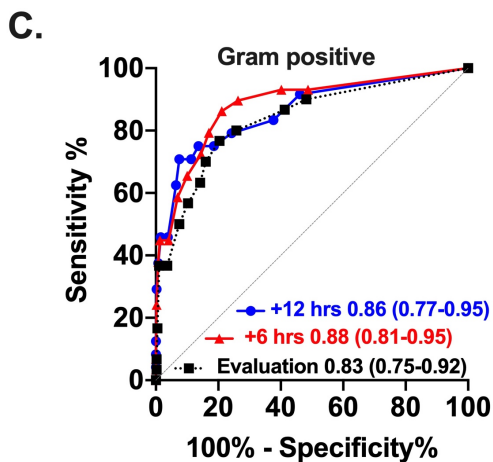 C.
Gram positive
Sensitivity %
100
80
60
40
20
0
+12 hrs 0.86 (0.77-0.95)
+6 hrs 0.88 (0.81-0.95)
Evaluation 0.83 (0.75-0.92)
0 20 40 60 80 100
100% - Specificity%